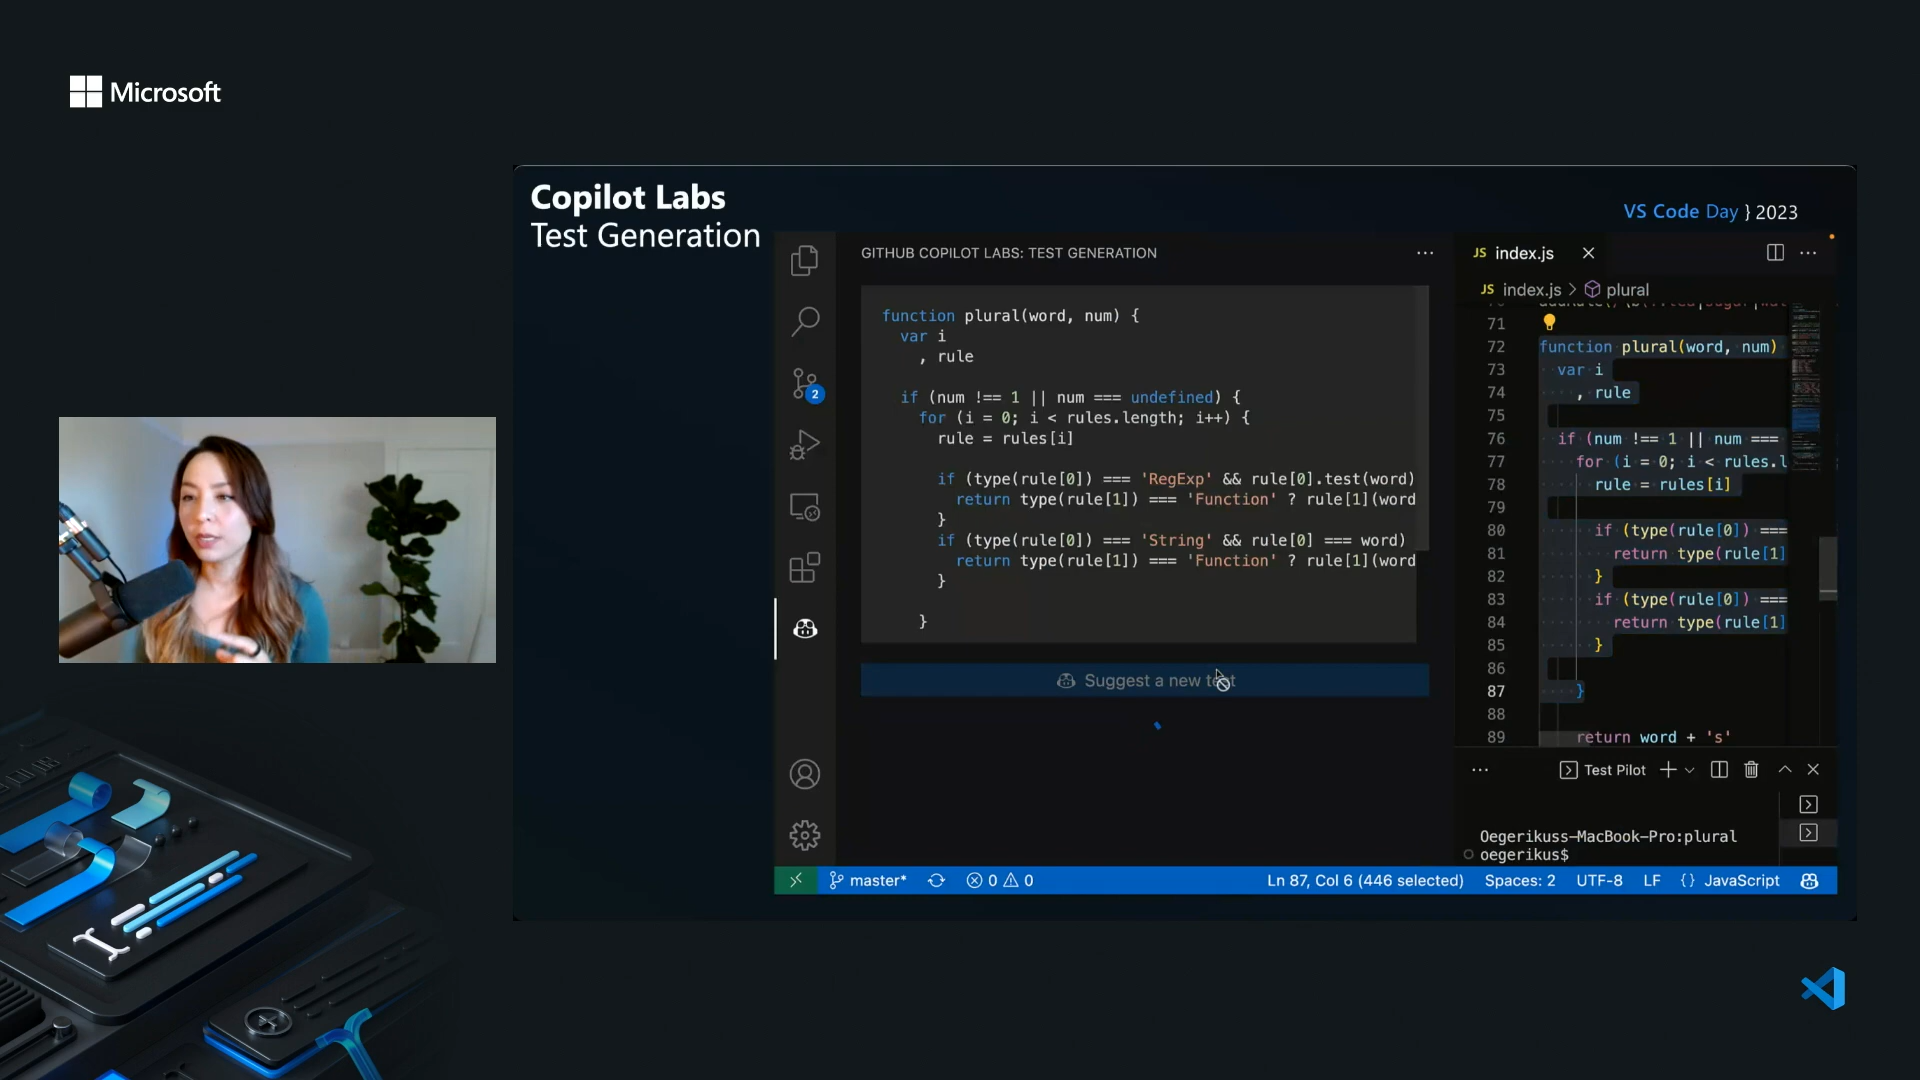 Microsoft
Copilot Labs
Test Generation
VS Code Day } 2023
GITHUB COPILOT LABS: TEST GENERATION
function plural(word, num) {
var i
, rule
if (num !== 1 || num === undefined) {
for (i = 0; i < rules.length; i++) {
rule = rules[i]
if (type(rule[0]) === 'RegExp' && rule[0].test(word)
return type(rule[1]) === 'Function' ? rule[1](word
}
if (type(rule[0]) === 'String' && rule[0] === word)
return type(rule[1]) === 'Function' ? rule[1](word
}
}
Suggest a new test
2
JS index.js
JS index.js > plural
71
72 function plural(word, num)
73 var i
74 , rule
75
76 if (num !== 1 || num ===
77 for (i = 0; i < rules.l
78 rule = rules[i]
79
80 if (type(rule[0]) ===
81 return type(rule[1]
82 }
83 if (type(rule[0]) ===
84 return type(rule[1]
85 }
86
87 }
88
89 return word + 's'
Test Pilot
Oegerikuss-MacBook-Pro:plural
oegerikus$
master* 0 0 Ln 87, Col 6 (446 selected) Spaces: 2 UTF-8 LF {} JavaScript